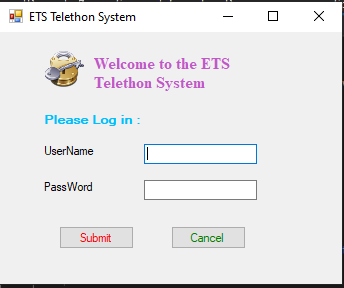 ETS Telethon System
Welcome to the ETS
Telethon System
Please Log in :
UserName
PassWord
Submit
Cancel